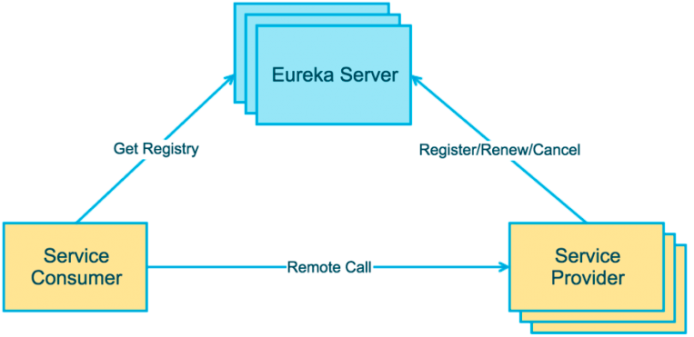 Eureka Server
Get Registry
Register/Renew/Cancel
Service
Consumer
Remote Call
Service
Provider